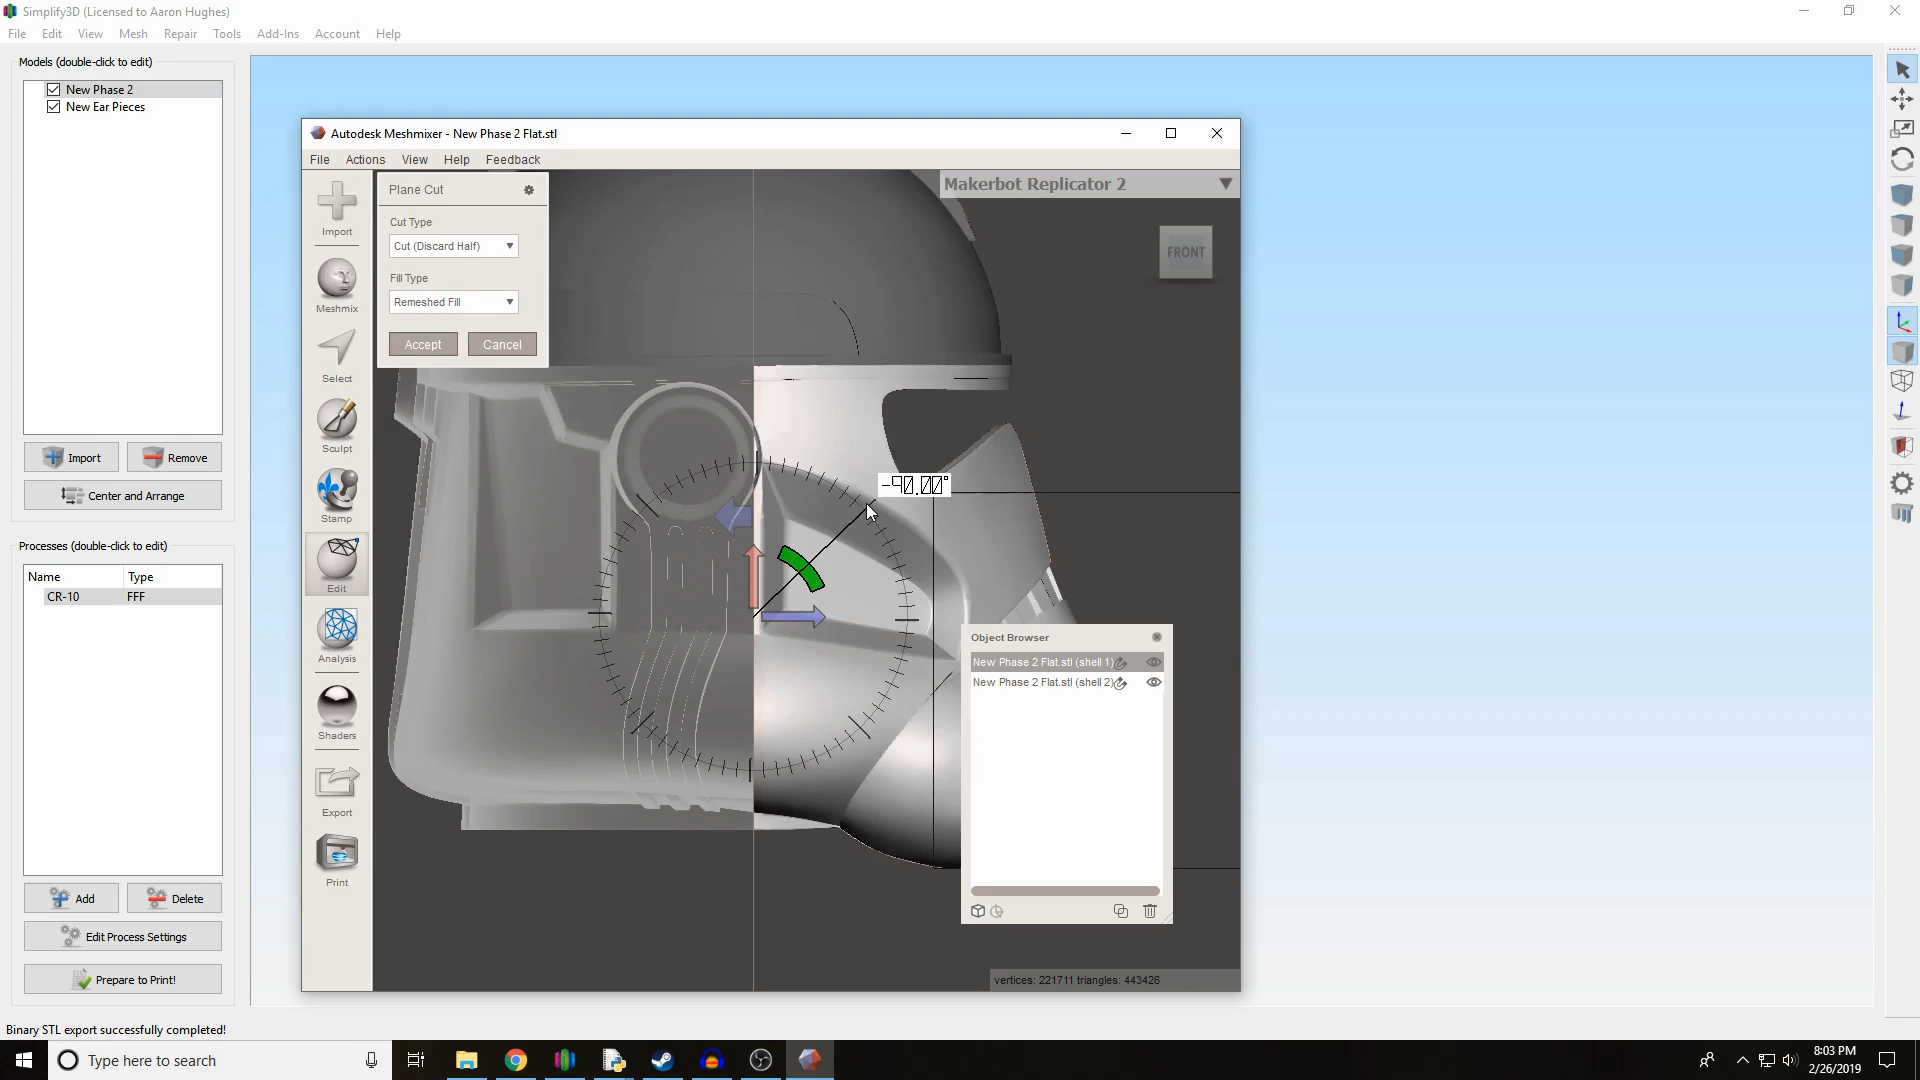 Simplify3D (Licensed to Aaron Hughes)
File Edit View Mesh Repair Tools Add-Ins Account Help
Models (double-click to edit)
New Phase 2
New Ear Pieces
Import Remove
Center and Arrange
Processes (double-click to edit)
Name Type
CR-10 FFF
Add Delete
Edit Process Settings
Prepare to Print!
Binary STL export successfully completed!
Autodesk Meshmixer - New Phase 2 Flat.stl
File Actions View Help Feedback
Import
Meshmix
Select
Sculpt
Stamp
Edit
Analysis
Shaders
Export
Print
Plane Cut
Cut Type
Cut (Discard Half)
Fill Type
Remeshed Fill
Accept Cancel
Makerbot Replicator 2
FRONT
-90.00°
Object Browser
New Phase 2 Flat.stl (shell 1)
New Phase 2 Flat.stl (shell 2)
vertices: 221711 triangles: 443426
Type here to search
8:03 PM
2/26/2019